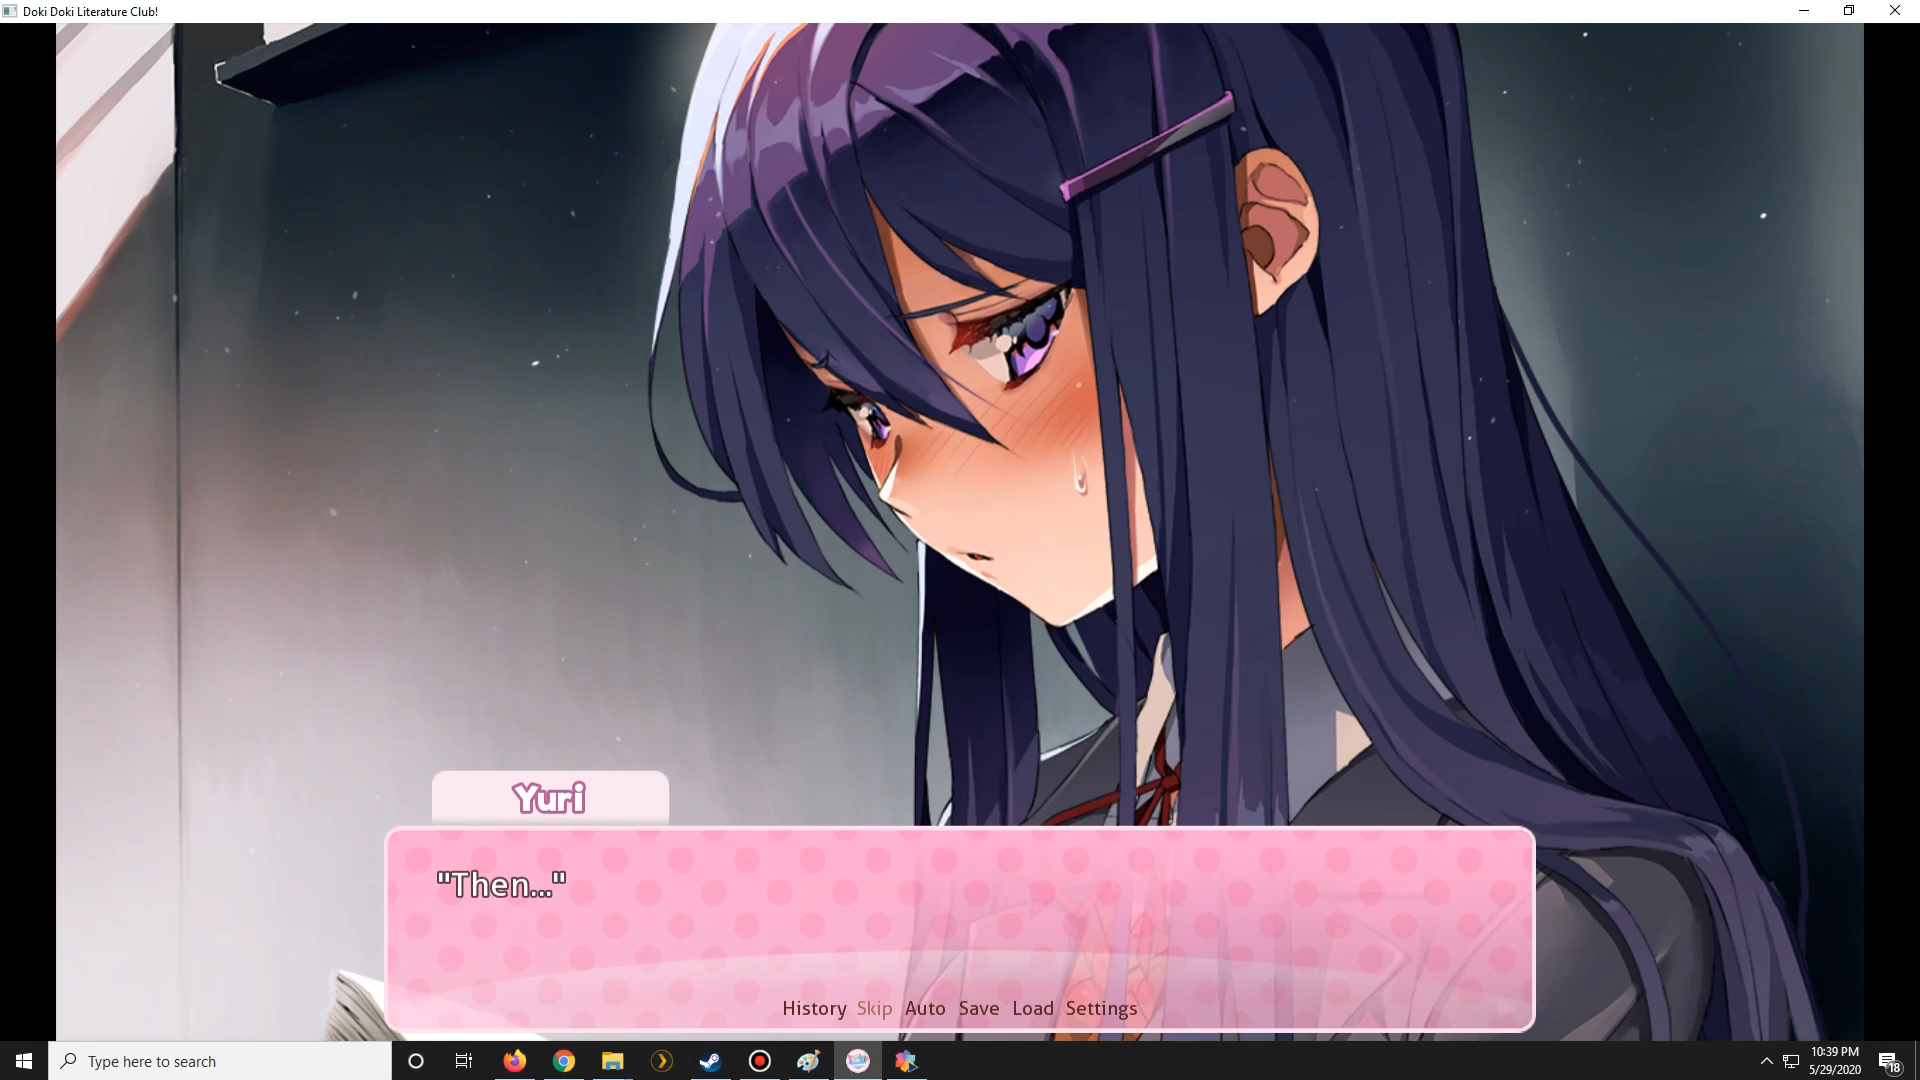 Doki Doki Literature Club!
Yuri
"Then..."
History Skip Auto Save Load Settings
Type here to search
10:39 PM
5/29/2020
18